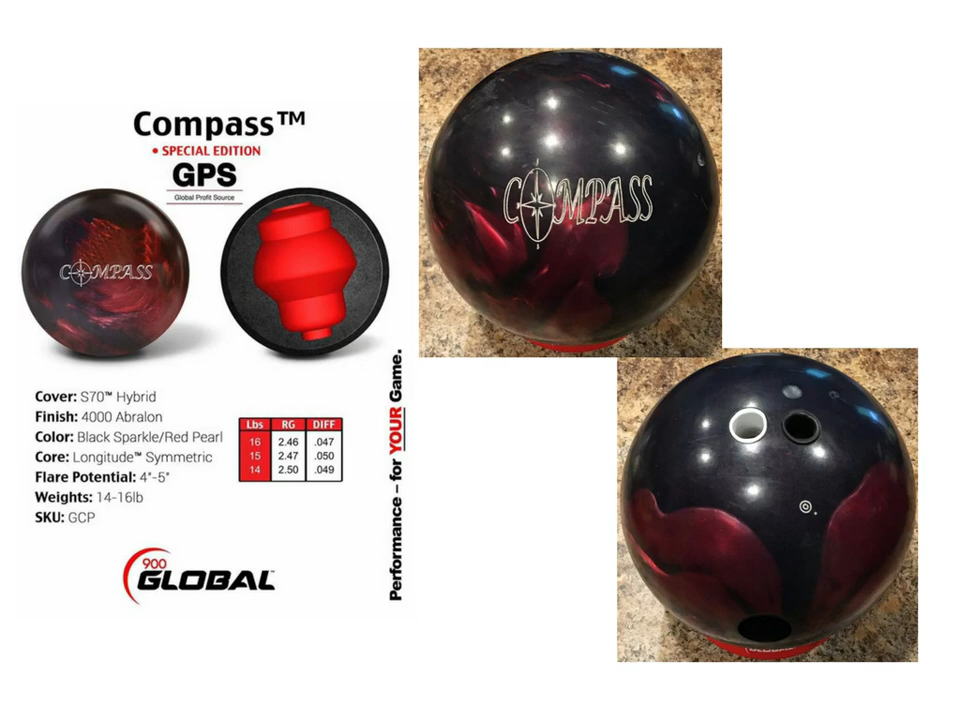 Compass™
• SPECIAL EDITION
GPS
Global Profit Source
COMPASS
Cover: S70™ Hybrid
Finish: 4000 Abralon
Color: Black Sparkle/Red Pearl
Core: Longitude™ Symmetric
Flare Potential: 4"-5"
Weights: 14-16lb
SKU: GCP
Lbs RG DIFF
16 2.46 .047
15 2.47 .050
14 2.50 .049
900
GLOBAL™
Performance – for YOUR Game.
COMPASS
GLOBAL